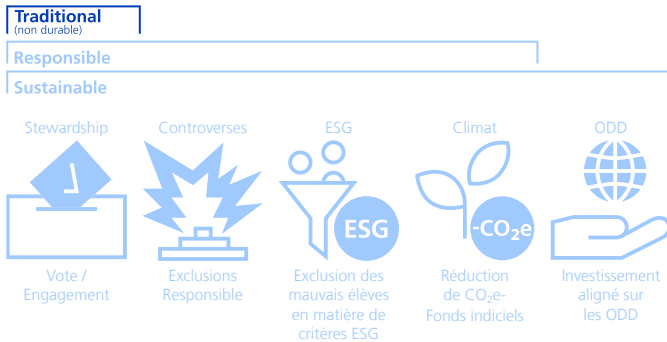 Traditional
(non durable)
Responsible
Sustainable
Stewardship
Controverses
ESG
Climat
ODD
ESG
-CO₂e
Vote /
Engagement
Exclusions
Responsible
Exclusion des
mauvais élèves
en matière de
critères ESG
Réduction
de CO₂e-
Fonds indiciels
Investissement
aligné sur
les ODD